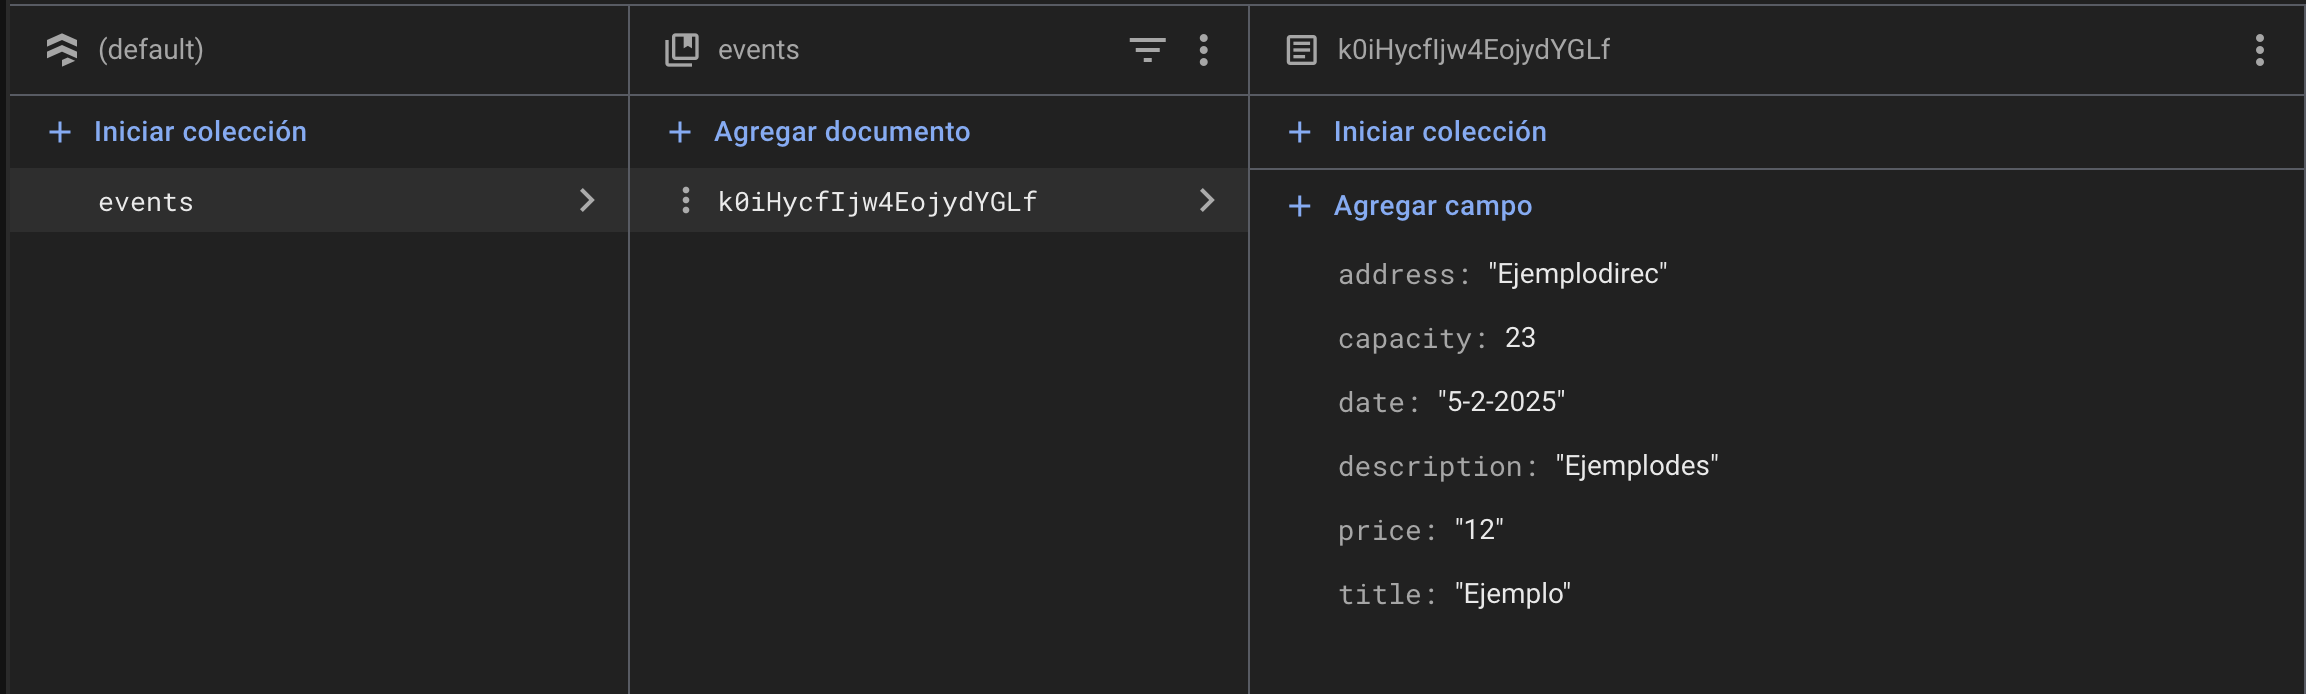 (default)
Iniciar colección
events
events
Agregar documento
k0iHycfIjw4EojydYGLf
k0iHycfIjw4EojydYGLf
Iniciar colección
Agregar campo
address: "Ejemplodirec"
capacity: 23
date: "5-2-2025"
description: "Ejemplodes"
price: "12"
title: "Ejemplo"